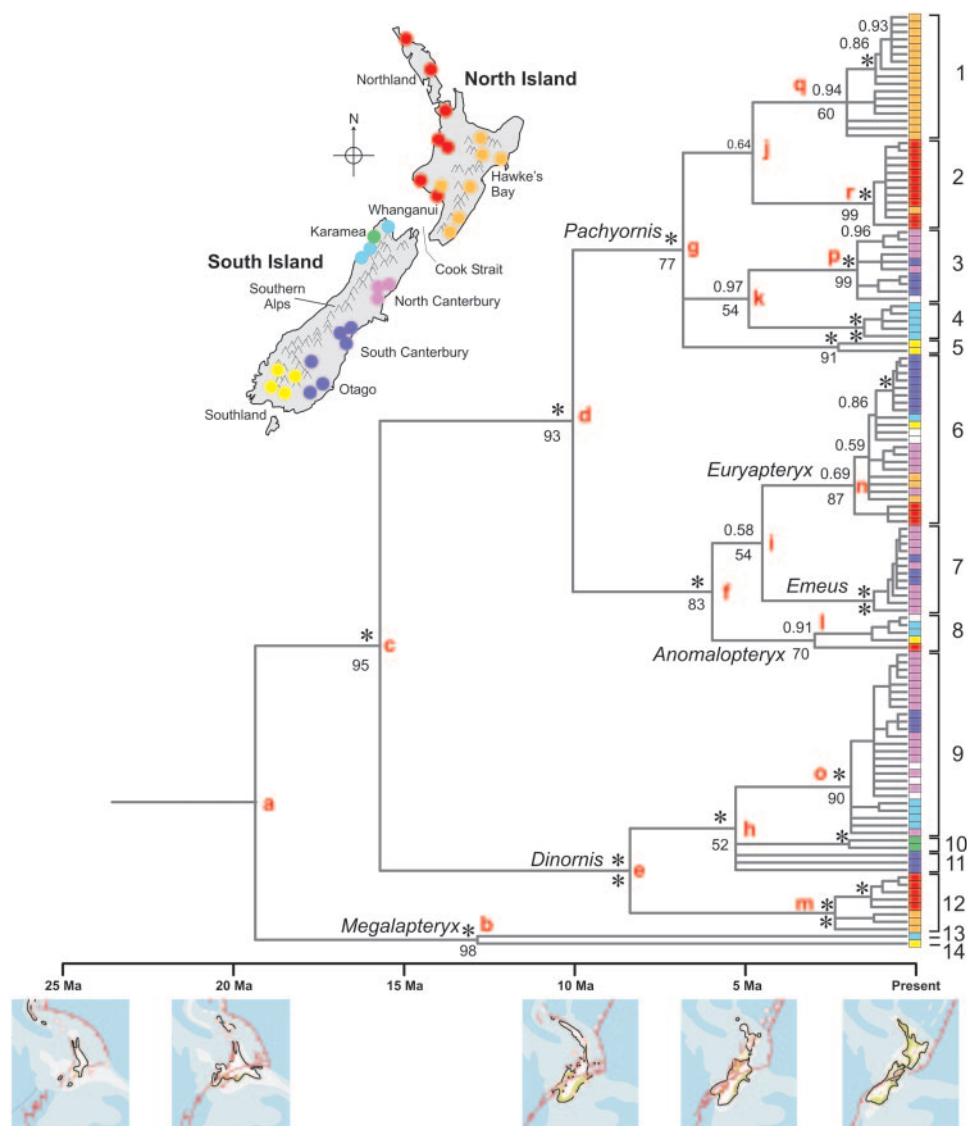 North Island
Northland
N
Hawke's
Bay
Whanganui
Karamea
South Island
Cook Strait
Southern
Alps
North Canterbury
South Canterbury
Otago
Southland
0.93
0.86
*
1
q
0.94
60
0.64
j
2
r *
99
Pachyornis *
77
g
0.96
p *
99
3
0.97
k
54
*
*
4
*
91
5
*
93
d
*
0.86
6
0.59
Euryapteryx 0.69
n
87
0.58
i
54
7
*
83
f
Emeus *
*
l
0.91
8
Anomalopteryx 70
*
95
c
9
o *
90
a
*
h
52
*
10
11
Dinornis *
*
e
*
m *
*
12
Megalapteryx *
b
98
13
14
25 Ma
20 Ma
15 Ma
10 Ma
5 Ma
Present